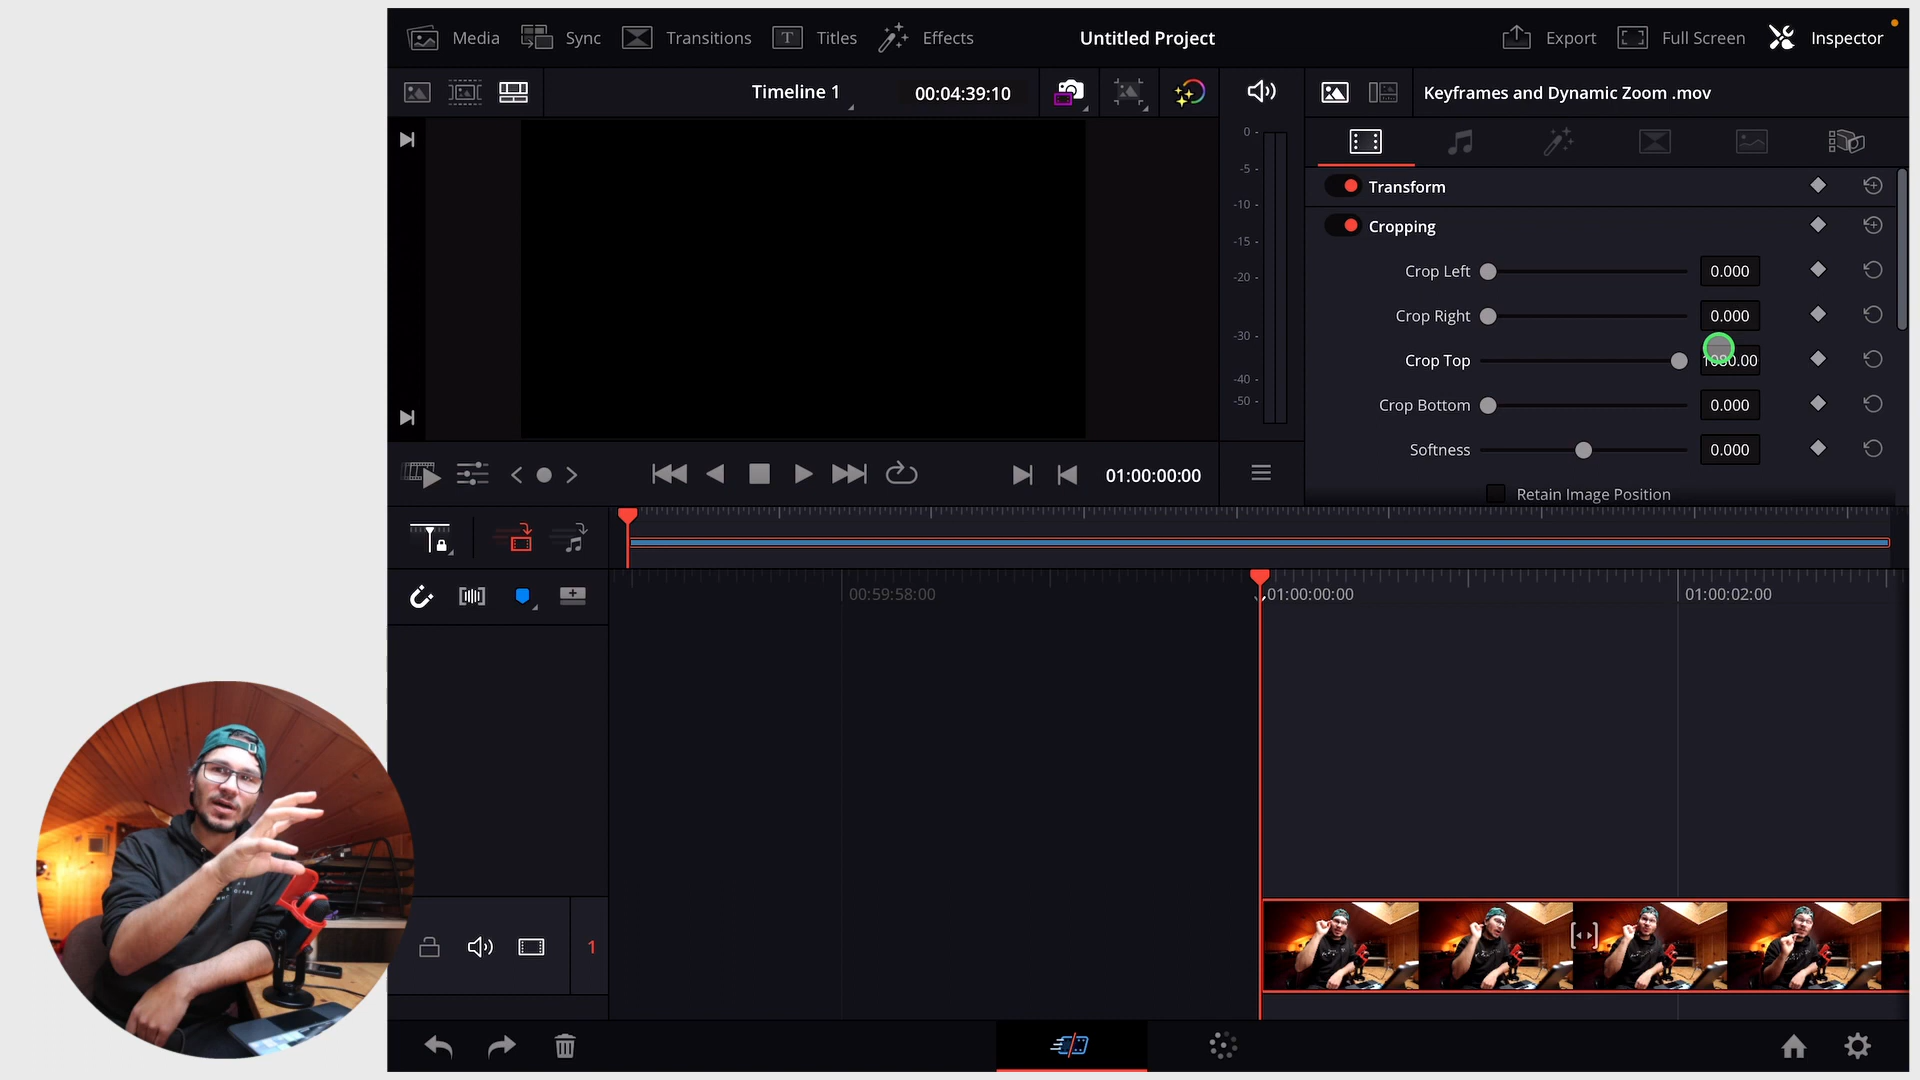 Media
Sync
Transitions
T
Titles
Effects
Untitled Project
Export
Full Screen
Inspector
Timeline 1
00:04:39:10
Keyframes and Dynamic Zoom .mov
0
-5
-10
-15
-20
-30
-40
-50
Transform
Cropping
Crop Left
0.000
Crop Right
0.000
Crop Top
1080.00
Crop Bottom
0.000
Softness
0.000
Retain Image Position
01:00:00:00
00:59:58:00
01:00:00:00
01:00:02:00
1